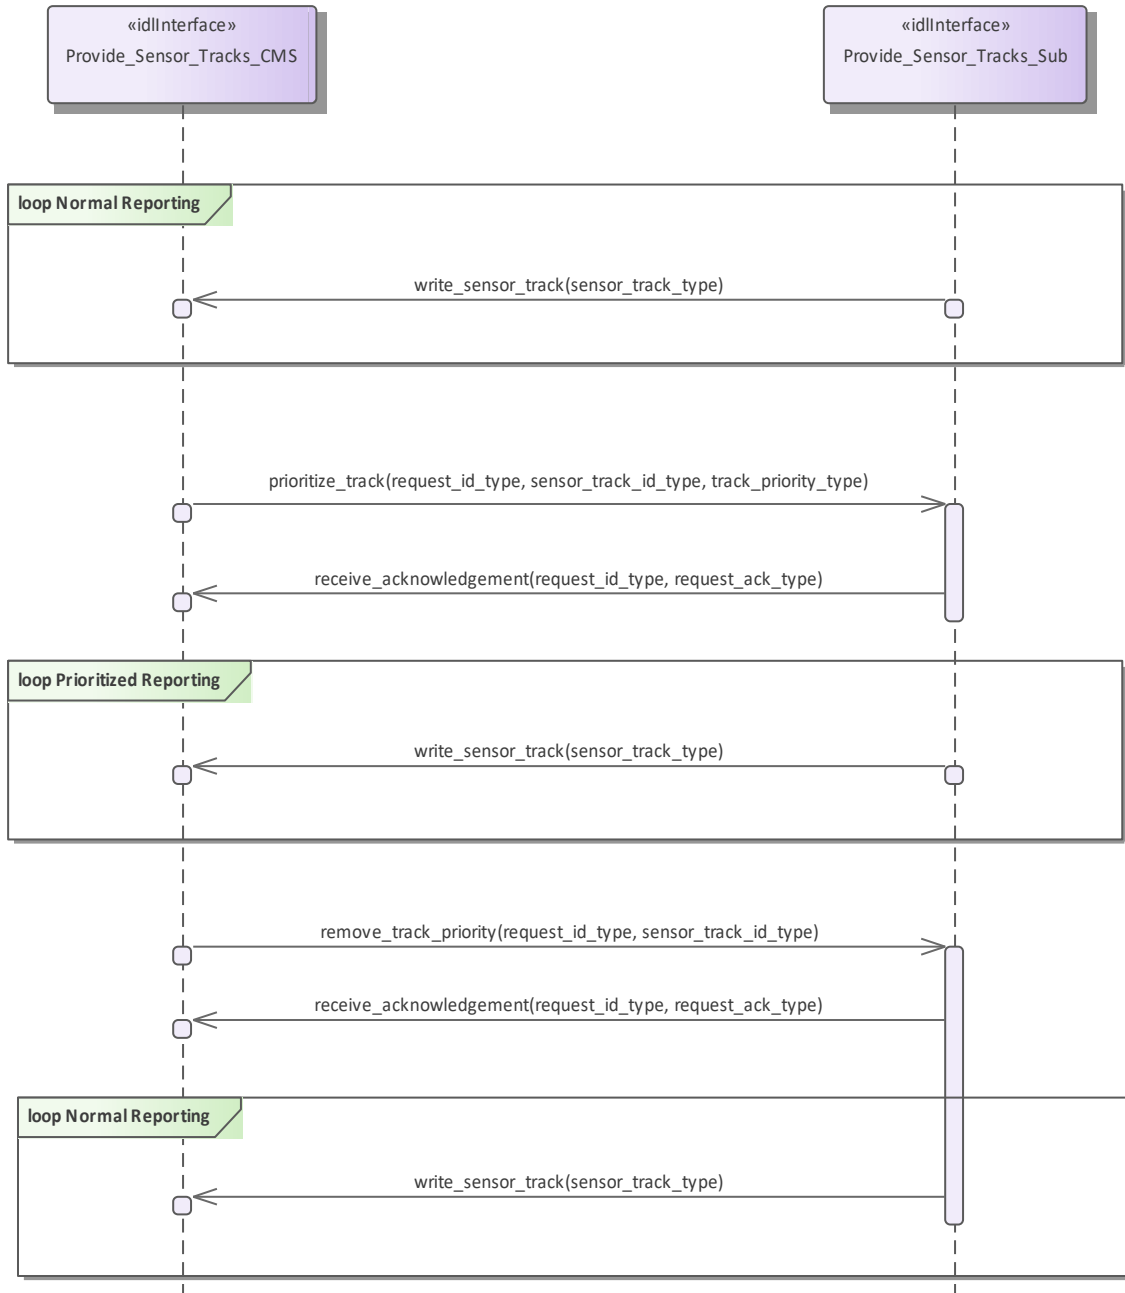 «idlInterface»
Provide_Sensor_Tracks_CMS
«idlInterface»
Provide_Sensor_Tracks_Sub
loop Normal Reporting
write_sensor_track(sensor_track_type)
prioritize_track(request_id_type, sensor_track_id_type, track_priority_type)
receive_acknowledgement(request_id_type, request_ack_type)
loop Prioritized Reporting
write_sensor_track(sensor_track_type)
remove_track_priority(request_id_type, sensor_track_id_type)
receive_acknowledgement(request_id_type, request_ack_type)
loop Normal Reporting
write_sensor_track(sensor_track_type)